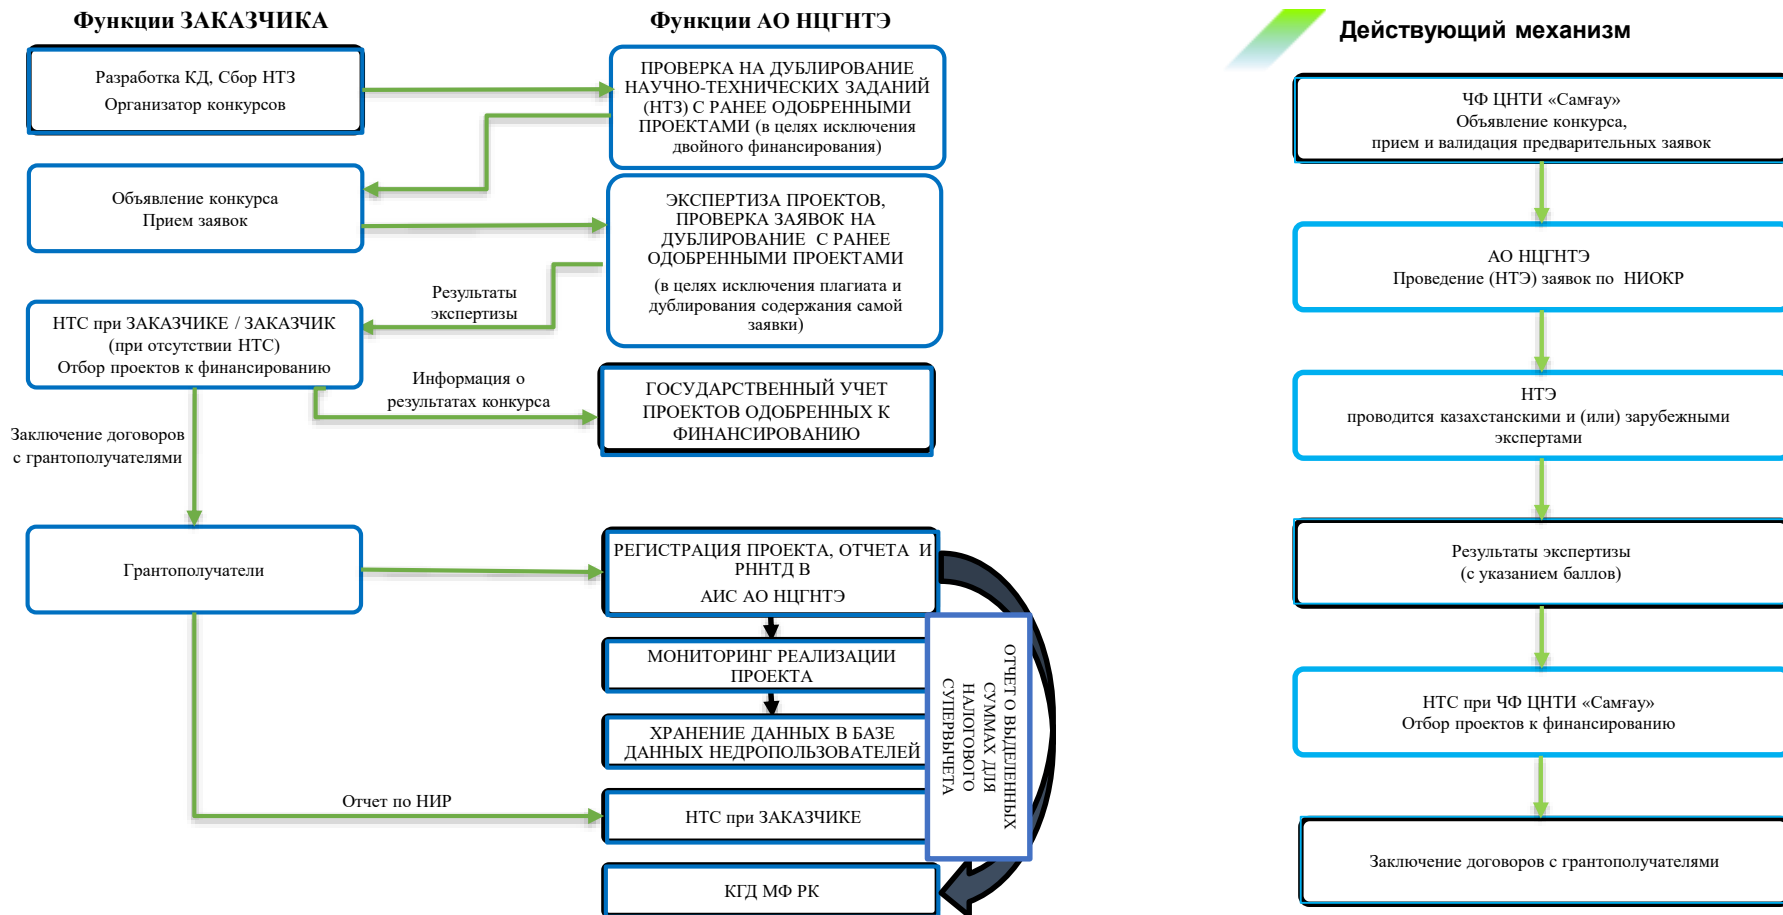 Функции ЗАКАЗЧИКА
Функции АО НЦГНТЭ
Разработка КД, Сбор НТЗ
Организатор конкурсов
ПРОВЕРКА НА ДУБЛИРОВАНИЕ
НАУЧНО-ТЕХНИЧЕСКИХ ЗАДАНИЙ
(НТЗ) С РАНЕЕ ОДОБРЕННЫМИ
ПРОЕКТАМИ (в целях исключения
двойного финансирования)
Объявление конкурса
Прием заявок
ЭКСПЕРТИЗА ПРОЕКТОВ,
ПРОВЕРКА ЗАЯВОК НА
ДУБЛИРОВАНИЕ С РАНЕЕ
ОДОБРЕННЫМИ ПРОЕКТАМИ
(в целях исключения плагиата и
дублирования содержания самой
заявки)
Результаты
экспертизы
НТС при ЗАКАЗЧИКЕ / ЗАКАЗЧИК
(при отсутствии НТС)
Отбор проектов к финансированию
Информация о
результатах конкурса
ГОСУДАРСТВЕННЫЙ УЧЕТ
ПРОЕКТОВ ОДОБРЕННЫХ К
ФИНАНСИРОВАНИЮ
Заключение договоров
с грантополучателями
Грантополучатели
РЕГИСТРАЦИЯ ПРОЕКТА, ОТЧЕТА И
РННТД В
АИС АО НЦГНТЭ
МОНИТОРИНГ РЕАЛИЗАЦИИ
ПРОЕКТА
ХРАНЕНИЕ ДАННЫХ В БАЗЕ
ДАННЫХ НЕДРОПОЛЬЗОВАТЕЛЕЙ
Отчет по НИР
НТС при ЗАКАЗЧИКЕ
КГД МФ РК
ОТЧЕТ О ВЫДЕЛЕННЫХ
СУММАХ ДЛЯ
НАЛОГОВОГО
СУПЕРВЫЧЕТА
Действующий механизм
ЧФ ЦНТИ «Самғау»
Объявление конкурса,
прием и валидация предварительных заявок
АО НЦГНТЭ
Проведение (НТЭ) заявок по НИОКР
НТЭ
проводится казахстанскими и (или) зарубежными
экспертами
Результаты экспертизы
(с указанием баллов)
НТС при ЧФ ЦНТИ «Самғау»
Отбор проектов к финансированию
Заключение договоров с грантополучателями